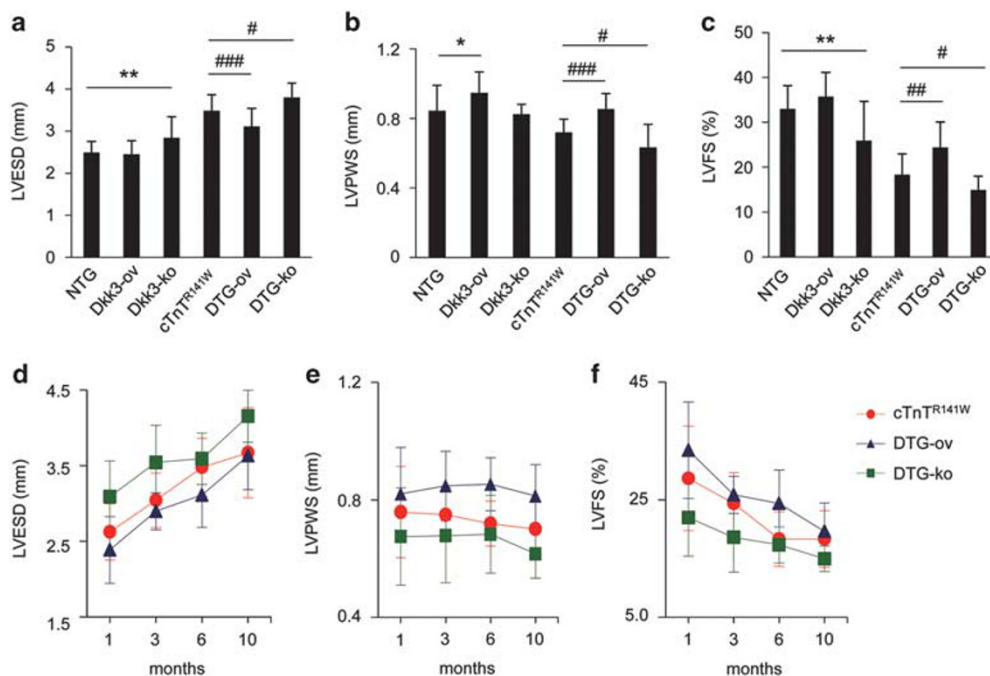 a
b
c
LVESD (mm)
5
4
3
2
1
0
**
###
#
NTG
Dkk3-ov
Dkk3-ko
cTnTR141W
DTG-ov
DTG-ko
LVPWS (mm)
1.2
0.8
0.4
0
*
###
#
NTG
Dkk3-ov
Dkk3-ko
cTnTR141W
DTG-ov
DTG-ko
LVFS (%)
50
40
30
20
10
0
**
##
#
NTG
Dkk3-ov
Dkk3-ko
cTnTR141W
DTG-ov
DTG-ko
d
e
f
LVESD (mm)
4.5
3.5
2.5
1.5
1 3 6 10
months
LVPWS (mm)
1.2
0.8
0.4
1 3 6 10
months
LVFS (%)
45
25
5.0
1 3 6 10
months
cTnTR141W
DTG-ov
DTG-ko